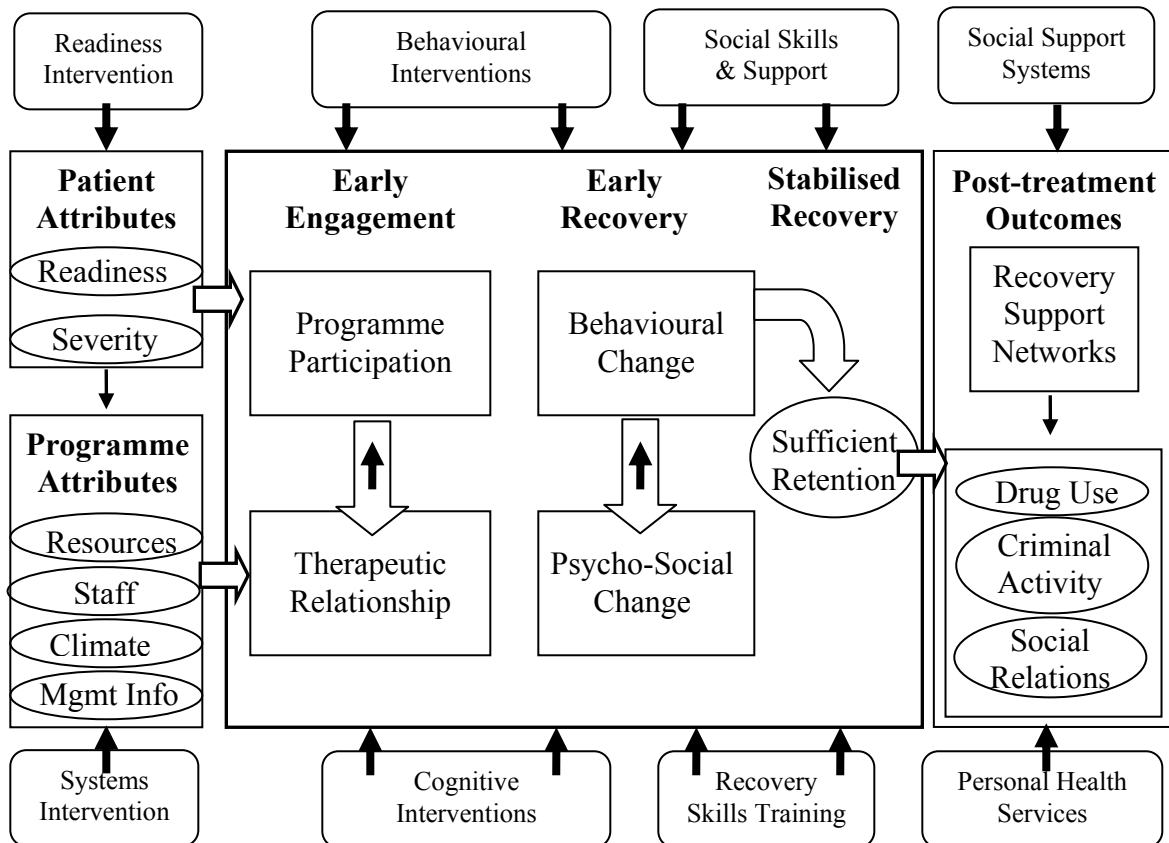 Readiness
Intervention
Behavioural
Interventions
Social Skills
& Support
Social Support
Systems
Patient
Attributes
Readiness
Severity
Programme
Attributes
Resources
Staff
Climate
Mgmt Info
Early
Engagement
Programme
Participation
Therapeutic
Relationship
Early
Recovery
Behavioural
Change
Psycho-Social
Change
Stabilised
Recovery
Sufficient
Retention
Post-treatment
Outcomes
Recovery
Support
Networks
Drug Use
Criminal
Activity
Social
Relations
Systems
Intervention
Cognitive
Interventions
Recovery
Skills Training
Personal Health
Services